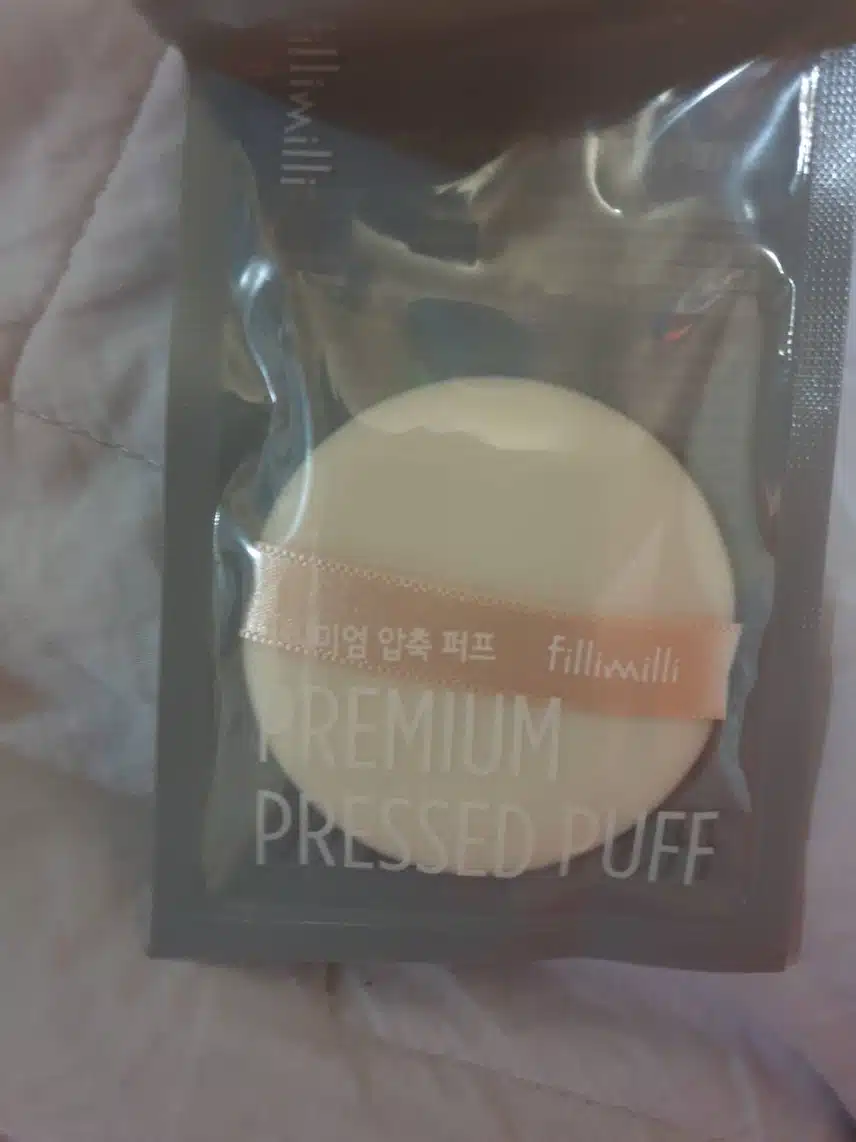 fillimilli
미엄 압축 퍼프 fillimilli
PREMIUM
PRESSED PUFF